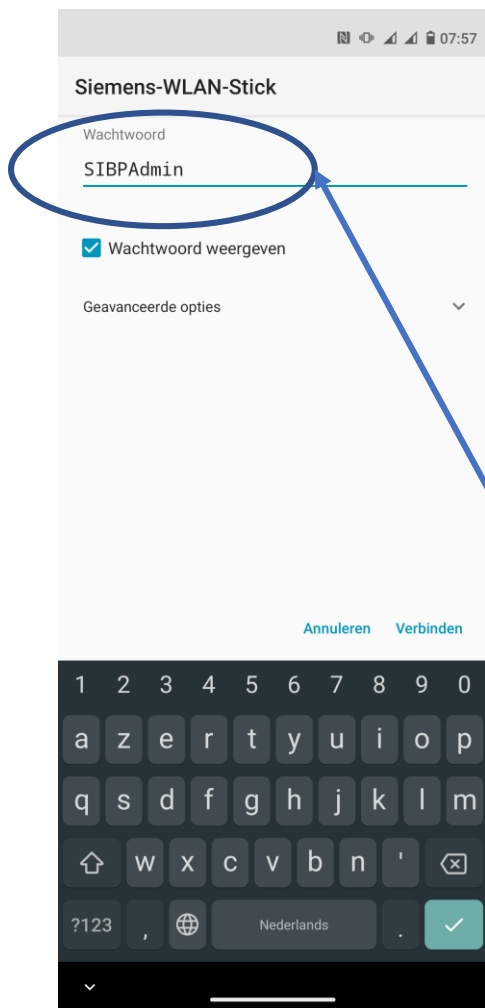 07:57
Siemens-WLAN-Stick
Wachtwoord
SIBPAdmin
Wachtwoord weergeven
Geavanceerde opties
Annuleren Verbinden
1 2 3 4 5 6 7 8 9 0
a z e r t y u i o p
q s d f g h j k l m
w x c v b n '
?123 , Nederlands .